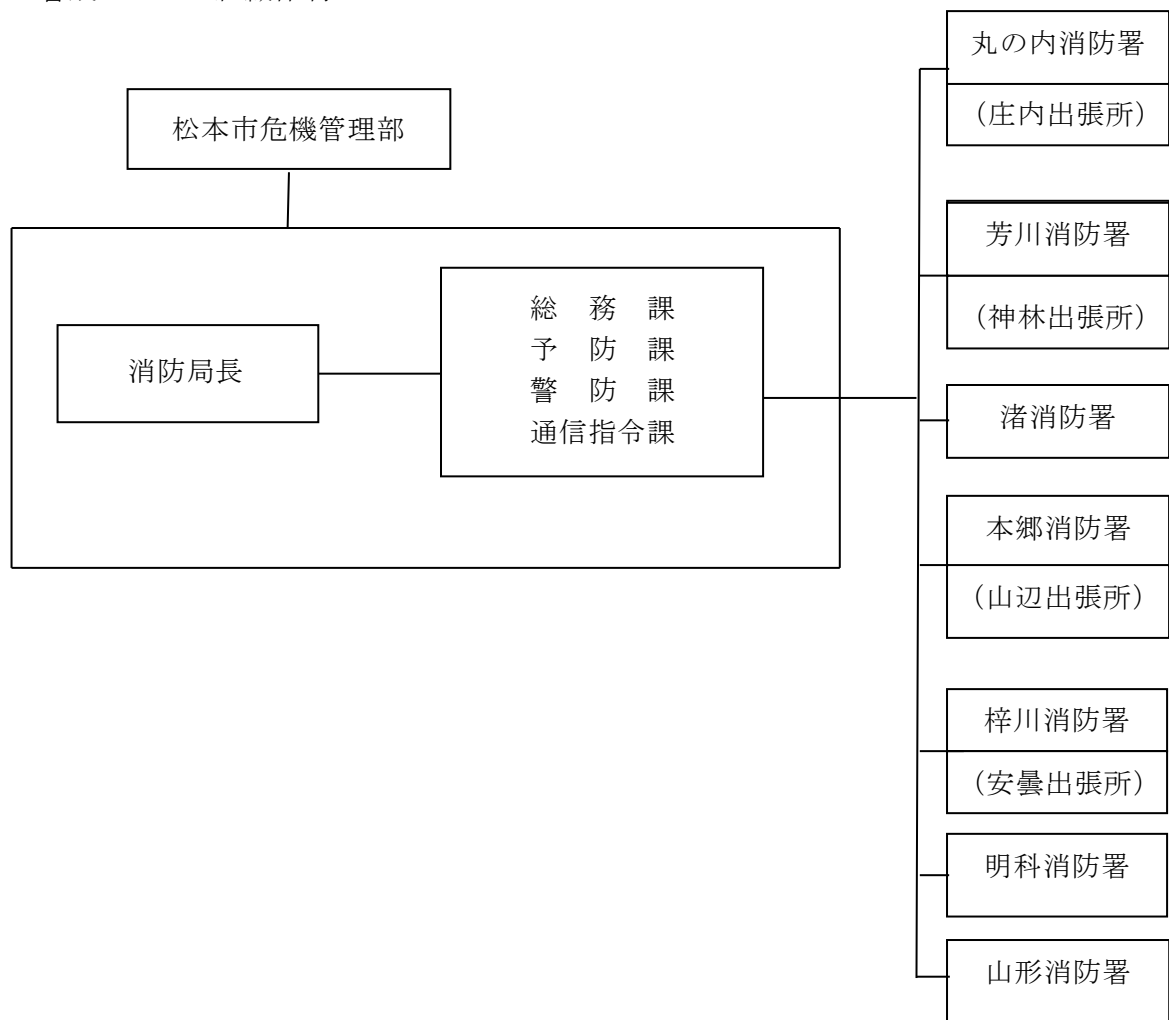 松本市危機管理部
消防局長
総務課
予防課
警防課
通信指令課
丸の内消防署
(庄内出張所)
芳川消防署
(神林出張所)
渚消防署
本郷消防署
(山辺出張所)
梓川消防署
(安曇出張所)
明科消防署
山形消防署